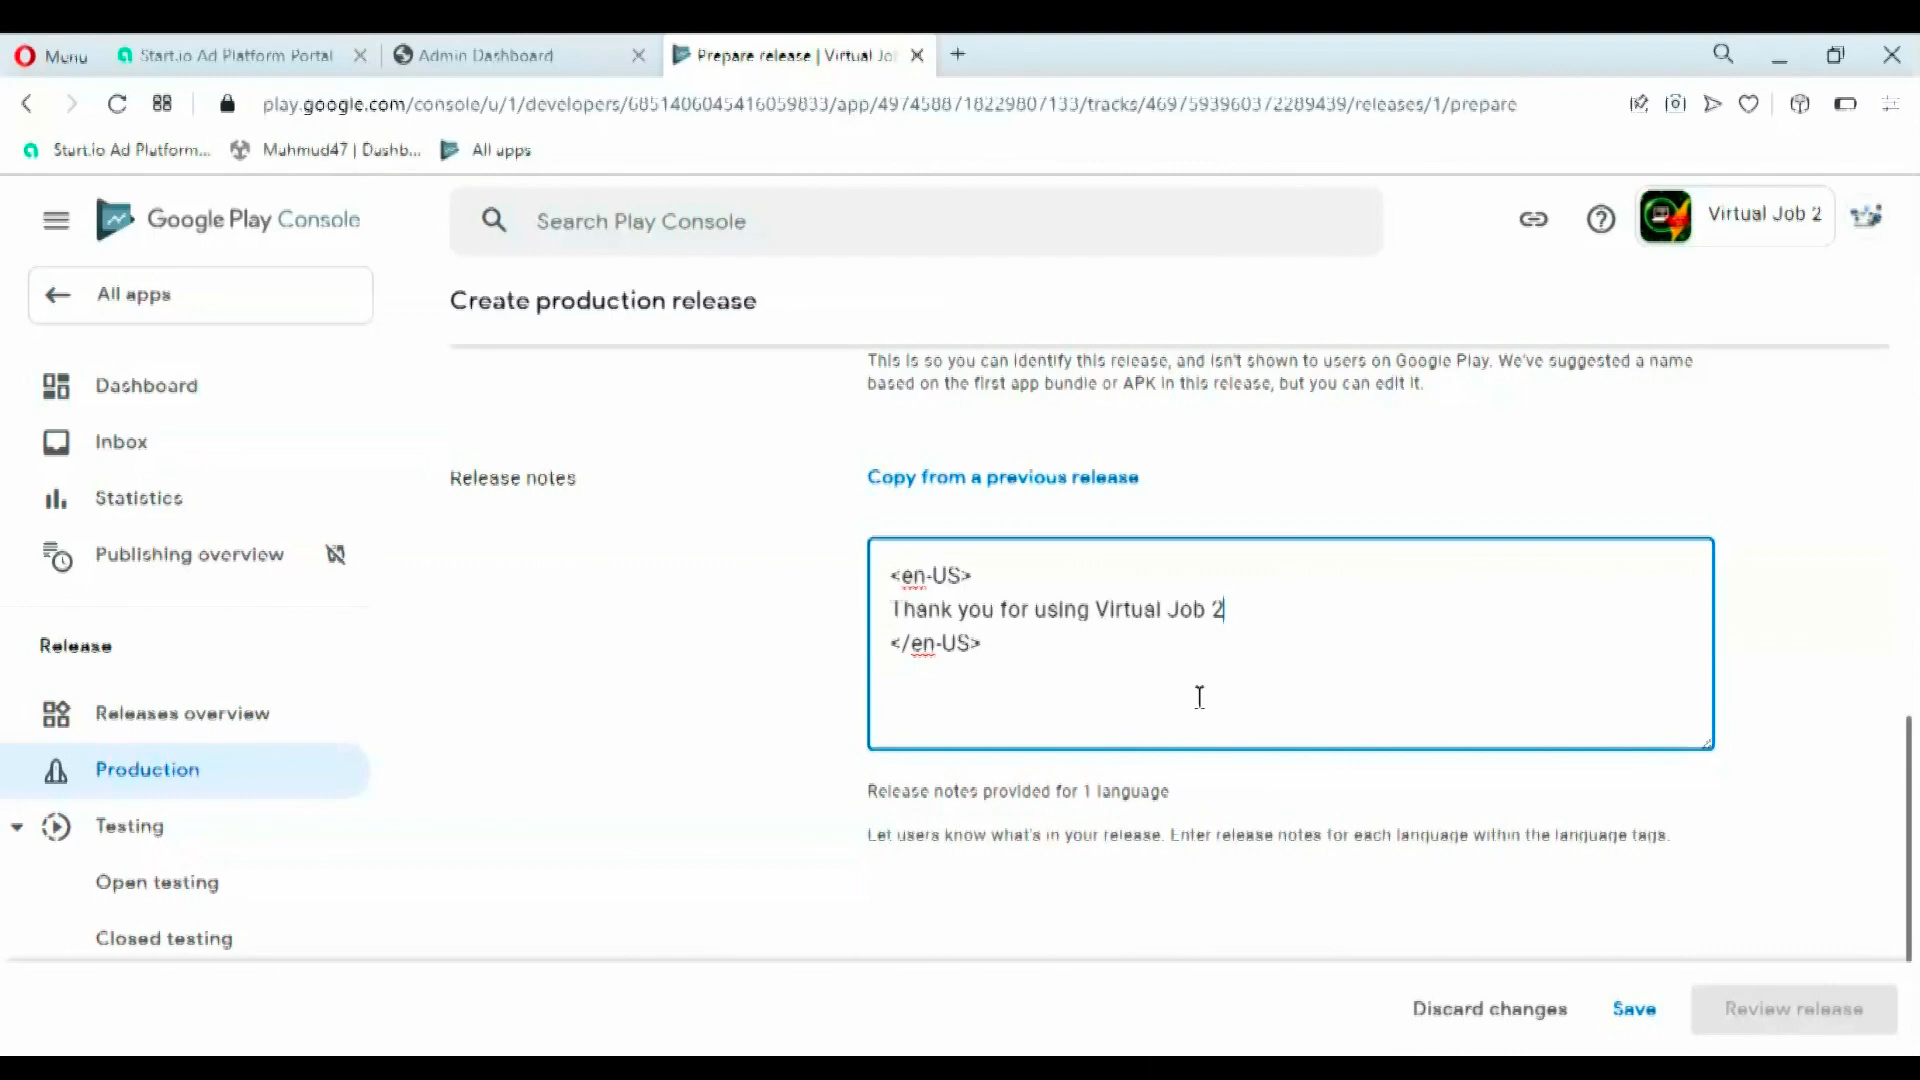 Menu
Start.io Ad Platform Portal
Admin Dashboard
Prepare release | Virtual Jo
play.google.com/console/u/1/developers/6851406045416059833/app/4974588718229807133/tracks/4697593960372289439/releases/1/prepare
Start.io Ad Platform...
Mahmud47 | Dashb...
All apps
Google Play Console
Search Play Console
Virtual Job 2
All apps
Create production release
This is so you can identify this release, and isn't shown to users on Google Play. We've suggested a name
based on the first app bundle or APK in this release, but you can edit it.
Dashboard
Inbox
Statistics
Publishing overview
Release notes
Copy from a previous release
<en-US>
Thank you for using Virtual Job 2
</en-US>
Release
Releases overview
Production
Testing
Open testing
Closed testing
Release notes provided for 1 language
Let users know what's in your release. Enter release notes for each language within the language tags.
Discard changes
Save
Review release